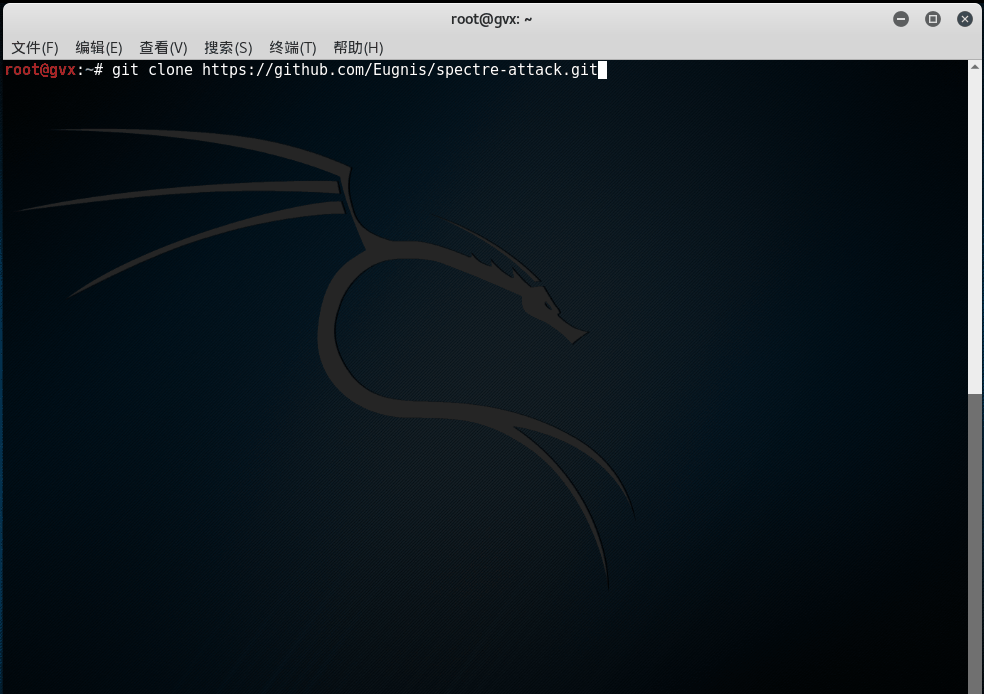 root@gvx: ~
文件(F) 编辑(E) 查看(V) 搜索(S) 终端(T) 帮助(H)
root@gvx:~# git clone https://github.com/Eugnis/spectre-attack.git